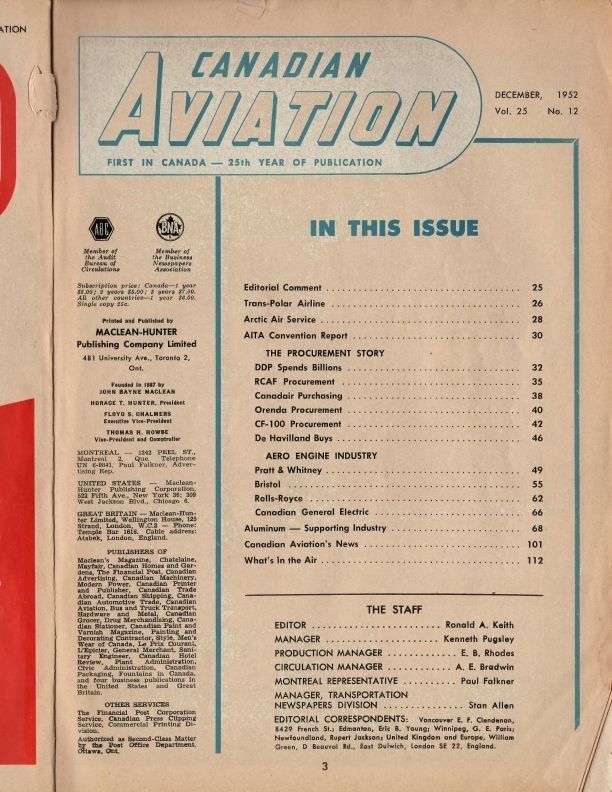 ATION
CANADIAN
AVIATION
FIRST IN CANADA — 25th YEAR OF PUBLICATION
DECEMBER, 1952
Vol. 25 No. 12
ABC
Member of
the Audit
Bureau of
Circulations
BNA
Member of
the Business
Newspapers
Association
Subscription price: Canada—1 year
$3.00; 2 years $5.00; 3 years $7.00.
All other countries—1 year $6.00.
Single copy 25c.
Printed and Published by
MACLEAN-HUNTER
Publishing Company Limited
481 University Ave., Toronto 2,
Ont.
Founded in 1887 by
JOHN BAYNE MACLEAN
HORACE T. HUNTER, President
FLOYD S. CHALMERS
Executive Vice-President
THOMAS H. HOWSE
Vice-President and Comptroller
MONTREAL — 1242 PEEL ST.,
Montreal 2, Que. Telephone
UN 6-9841, Paul Falkner, Adver-
tising Rep.
UNITED STATES — Maclean-
Hunter Publishing Corporation,
522 Fifth Ave., New York 36; 309
West Jackson Blvd., Chicago 6.
GREAT BRITAIN — Maclean-Hun-
ter Limited, Wellington House, 125
Strand, London, W.C.2 — Phone:
Temple Bar 1616. Cable address:
Atabek, London, England.
PUBLISHERS OF
Maclean's Magazine, Chatelaine,
Mayfair, Canadian Homes and Gar-
dens, The Financial Post, Canadian
Advertising, Canadian Machinery,
Modern Power, Canadian Printer
and Publisher, Canadian Trade
Abroad, Canadian Shipping, Cana-
dian Automotive Trade, Canadian
Aviation, Bus and Truck Transport,
Hardware and Metal, Canadian
Grocer, Drug Merchandising, Cana-
dian Stationer, Canadian Paint and
Varnish Magazine, Painting and
Decorating Contractor, Style, Men's
Wear of Canada, Le Prix Courant,
L'Epicier, General Merchant, Sani-
tary Engineer, Canadian Hotel
Review, Plant Administration,
Civic Administration, Canadian
Packaging, Fountains in Canada,
and four business publications in
the United States and Great
Britain.
OTHER SERVICES
The Financial Post Corporation
Service, Canadian Press Clipping
Service, Commercial Printing Di-
vision.
Authorized as Second-Class Matter
by the Post Office Department,
Ottawa, Ont.
IN THIS ISSUE
Editorial Comment 25
Trans-Polar Airline 26
Arctic Air Service 28
AITA Convention Report 30
THE PROCUREMENT STORY
DDP Spends Billions 32
RCAF Procurement 35
Canadair Purchasing 38
Orenda Procurement 40
CF-100 Procurement 42
De Havilland Buys 46
AERO ENGINE INDUSTRY
Pratt & Whitney 49
Bristol 55
Rolls-Royce 62
Canadian General Electric 66
Aluminum — Supporting Industry 68
Canadian Aviation's News 101
What's in the Air 112
THE STAFF
EDITOR Ronald A. Keith
MANAGER Kenneth Pugsley
PRODUCTION MANAGER E. B. Rhodes
CIRCULATION MANAGER A. E. Bradwin
MONTREAL REPRESENTATIVE Paul Falkner
MANAGER, TRANSPORTATION
NEWSPAPERS DIVISION Stan Allen
EDITORIAL CORRESPONDENTS: Vancouver E. F. Clendenan,
8429 French St.; Edmonton, Eric B. Young; Winnipeg, G. E. Paris;
Newfoundland, Rupert Jackson; United Kingdom and Europe, William
Green, D Beauval Rd., East Dulwich, London SE 22, England.
3